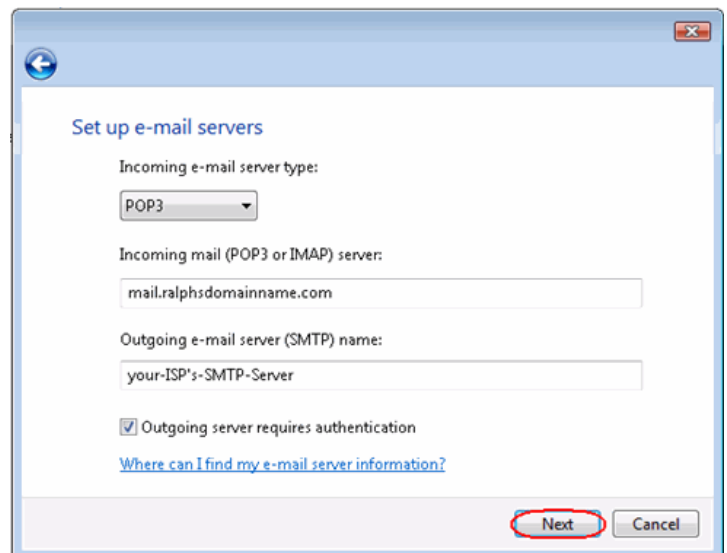 Set up e-mail servers
Incoming e-mail server type:
POP3
Incoming mail (POP3 or IMAP) server:
mail.ralphsdomainname.com
Outgoing e-mail server (SMTP) name:
your-ISP's-SMTP-Server
Outgoing server requires authentication
Where can I find my e-mail server information?
Next Cancel